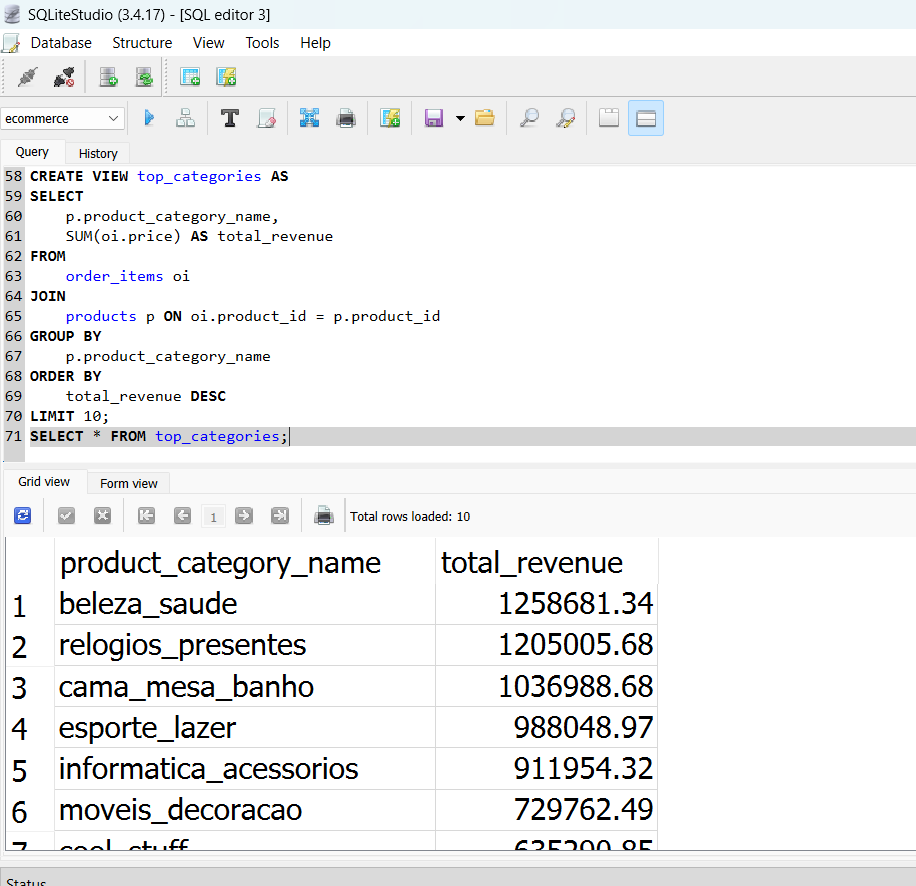 SQLiteStudio (3.4.17) - [SQL editor 3]
Database Structure View Tools Help
ecommerce
Query History
58 CREATE VIEW top_categories AS
59 SELECT
60 p.product_category_name,
61 SUM(oi.price) AS total_revenue
62 FROM
63 order_items oi
64 JOIN
65 products p ON oi.product_id = p.product_id
66 GROUP BY
67 p.product_category_name
68 ORDER BY
69 total_revenue DESC
70 LIMIT 10;
71 SELECT * FROM top_categories;
Grid view Form view
1 Total rows loaded: 10
product_category_name total_revenue
1 beleza_saude 1258681.34
2 relogios_presentes 1205005.68
3 cama_mesa_banho 1036988.68
4 esporte_lazer 988048.97
5 informatica_acessorios 911954.32
6 moveis_decoracao 729762.49
7 cool_stuff 635290.85
Status